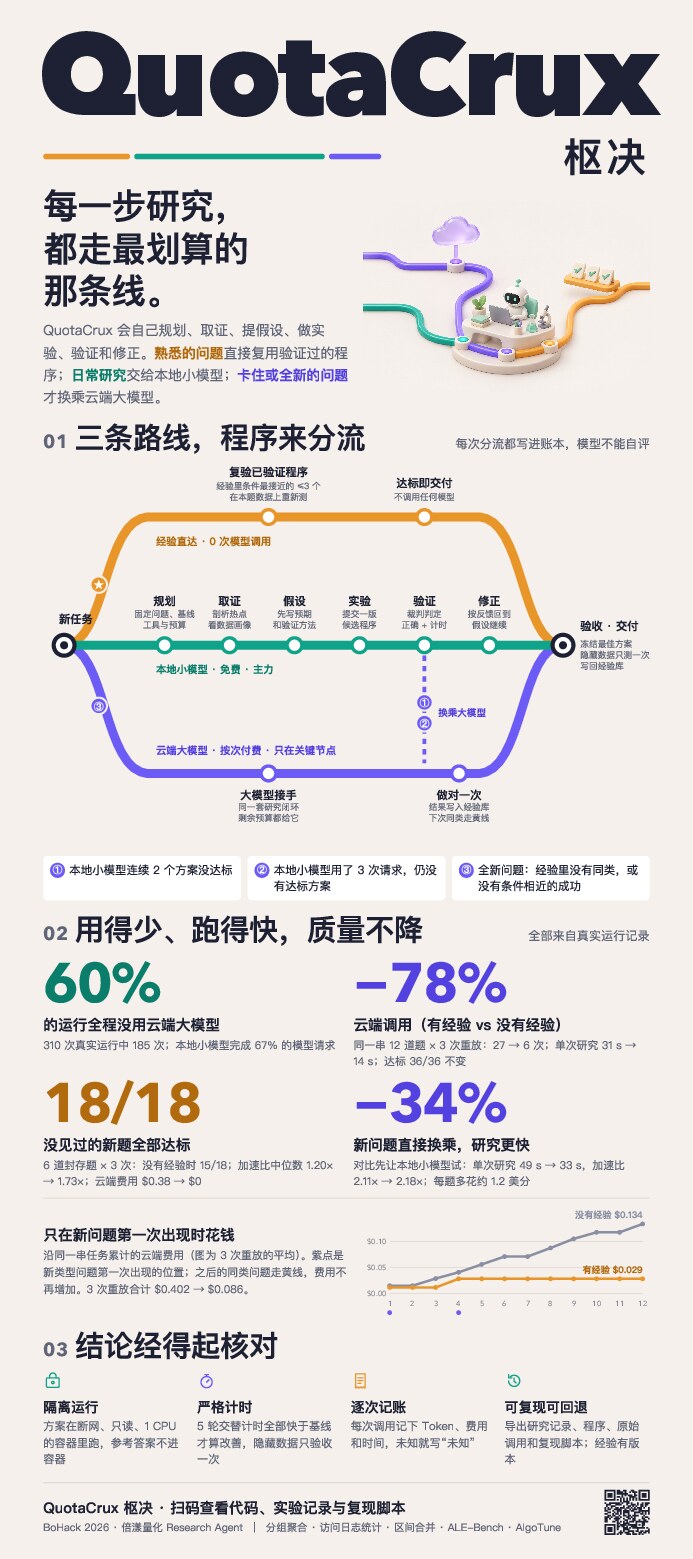 QuotaCrux
枢决
每一步研究，
都走最划算的
那条线。
QuotaCrux 会自己规划、取证、提假设、做实
验、验证和修正。熟悉的问题直接复用验证过的程
序；日常研究交给本地小模型；卡住或全新的问题
才换乘云端大模型。
01 三条路线，程序来分流
每次分流都写进账本，模型不能自评
复验已验证程序
经验里条件最接近的 ≤3 个
在本题数据上重新测
达标即交付
不调用任何模型
经验直达 · 0 次模型调用
新任务
规划
固定问题、基线
工具与预算
取证
剖析热点
看数据画像
假设
先写预期
和验证方法
实验
提交一版
候选程序
验证
裁判判定
正确 + 计时
修正
按反馈回到
假设继续
验收 · 交付
冻结最佳方案
隐藏数据只测一次
写回经验库
本地小模型 · 免费 · 主力
③
①
②
换乘大模型
云端大模型 · 按次付费 · 只在关键节点
大模型接手
同一套研究闭环
剩余预算都给它
做对一次
结果写入经验库
下次同类走黄线
① 本地小模型连续 2 个方案没达标
② 本地小模型用了 3 次请求，仍没
有达标方案
③ 全新问题：经验里没有同类，或
没有条件相近的成功
02 用得少、跑得快，质量不降
全部来自真实运行记录
60%
的运行全程没用云端大模型
310 次真实运行中 185 次；本地小模型完成 67% 的模型请求
−78%
云端调用（有经验 vs 没有经验）
同一串 12 道题 × 3 次重放：27 → 6 次；单次研究 31 s →
14 s；达标 36/36 不变
18/18
没见过的新题全部达标
6 道封存题 × 3 次：没有经验时 15/18；加速比中位数 1.20×
→ 1.73×；云端费用 $0.38 → $0
−34%
新问题直接换乘，研究更快
对比先让本地小模型试：单次研究 49 s → 33 s，加速比
2.11× → 2.18×；每题多花约 1.2 美分
只在新问题第一次出现时花钱
沿同一串任务累计的云端费用（图为 3 次重放的平均）。紫点是
新类型问题第一次出现的位置；之后的同类问题走黄线，费用不
再增加。3 次重放合计 $0.402 → $0.086。
没有经验 $0.134
有经验 $0.029
$0.10
$0.05
$0.00
1 2 3 4 5 6 7 8 9 10 11 12
03 结论经得起核对
隔离运行
方案在断网、只读、1 CPU
的容器里跑，参考答案不进
容器
严格计时
5 轮交替计时全部快于基线
才算改善，隐藏数据只验收
一次
逐次记账
每次调用记下 Token、费用
和时间，未知就写“未知”
可复现可回退
导出研究记录、程序、原始
调用和复现脚本；经验有版
本
QuotaCrux 枢决 · 扫码查看代码、实验记录与复现脚本
BoHack 2026 · 倍漾量化 Research Agent | 分组聚合 · 访问日志统计 · 区间合并 · ALE-Bench · AlgoTune